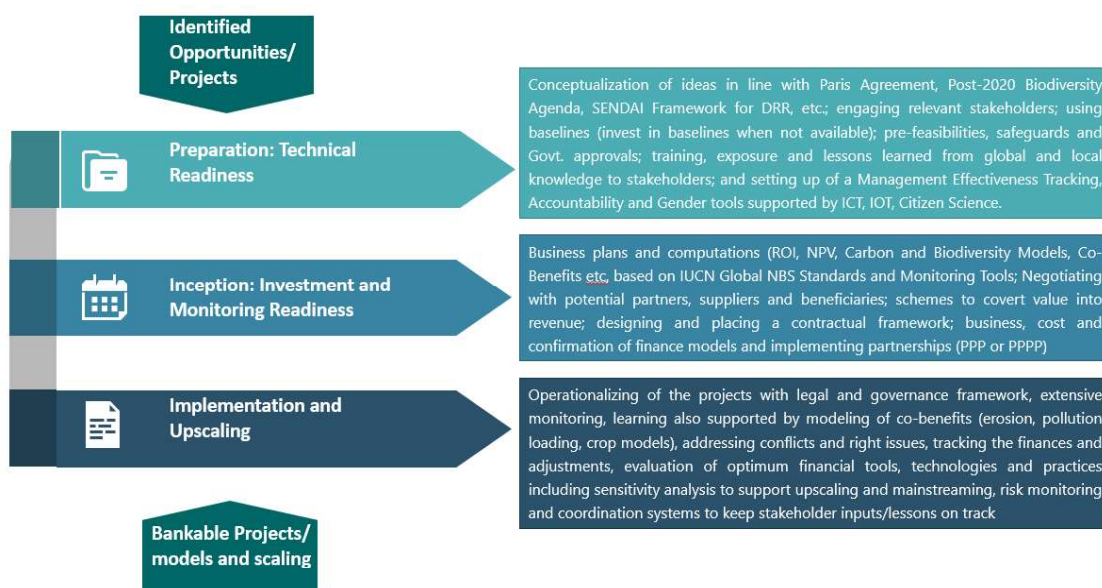 Identified
Opportunities/
Projects
Preparation: Technical
Readiness
Conceptualization of ideas in line with Paris Agreement, Post-2020 Biodiversity
Agenda, SENDAI Framework for DRR, etc.; engaging relevant stakeholders; using
baselines (invest in baselines when not available); pre-feasibilities, safeguards and
Govt. approvals; training, exposure and lessons learned from global and local
knowledge to stakeholders; and setting up of a Management Effectiveness Tracking,
Accountability and Gender tools supported by ICT, IOT, Citizen Science.
Inception: Investment and
Monitoring Readiness
Business plans and computations (ROI, NPV, Carbon and Biodiversity Models, Co-
Benefits etc, based on IUCN Global NBS Standards and Monitoring Tools; Negotiating
with potential partners, suppliers and beneficiaries; schemes to covert value into
revenue; designing and placing a contractual framework; business, cost and
confirmation of finance models and implementing partnerships (PPP or PPPP)
Implementation and
Upscaling
Operationalizing of the projects with legal and governance framework, extensive
monitoring, learning also supported by modeling of co-benefits (erosion, pollution
loading, crop models), addressing conflicts and right issues, tracking the finances and
adjustments, evaluation of optimum financial tools, technologies and practices
including sensitivity analysis to support upscaling and mainstreaming, risk monitoring
and coordination systems to keep stakeholder inputs/lessons on track
Bankable Projects/
models and scaling